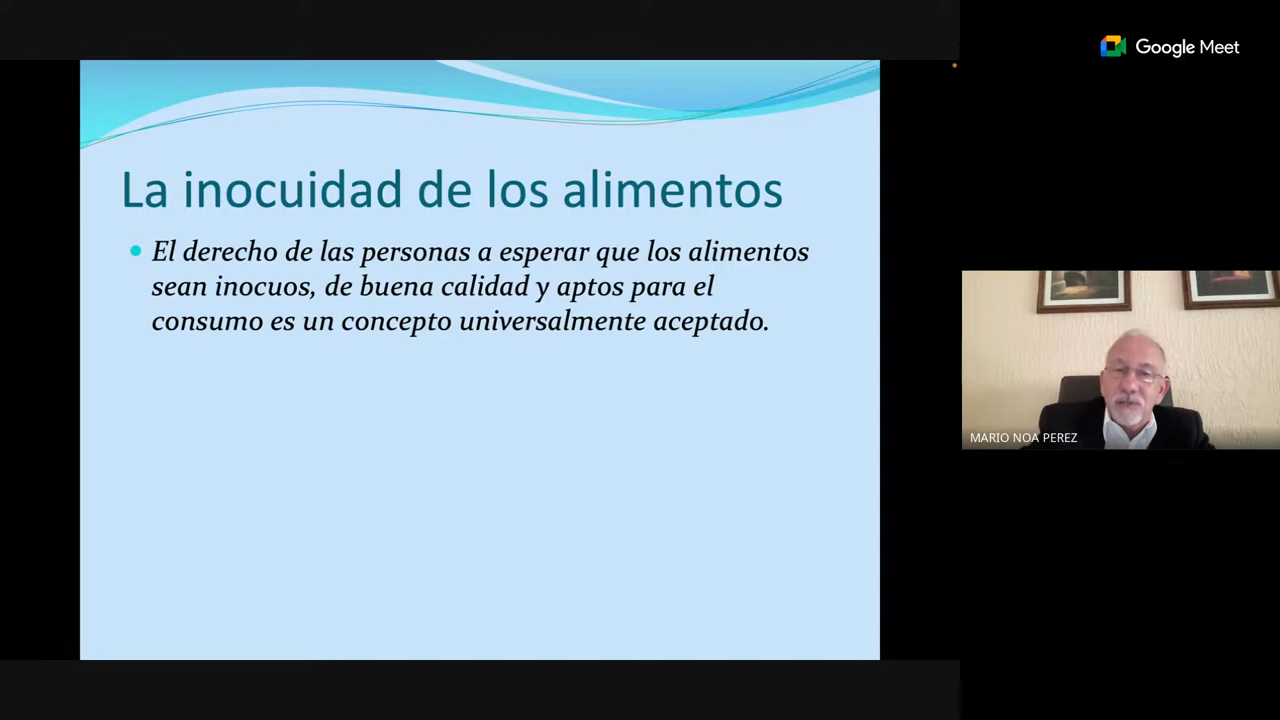 Google Meet
La inocuidad de los alimentos
El derecho de las personas a esperar que los alimentos
sean inocuos, de buena calidad y aptos para el
consumo es un concepto universalmente aceptado.
MARIO NOA PEREZ